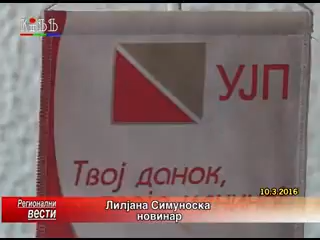 УЈП
Твој данок,
10.3.2016
Регионални
ВЕСТИ
Лилјана Симуноска
новинар